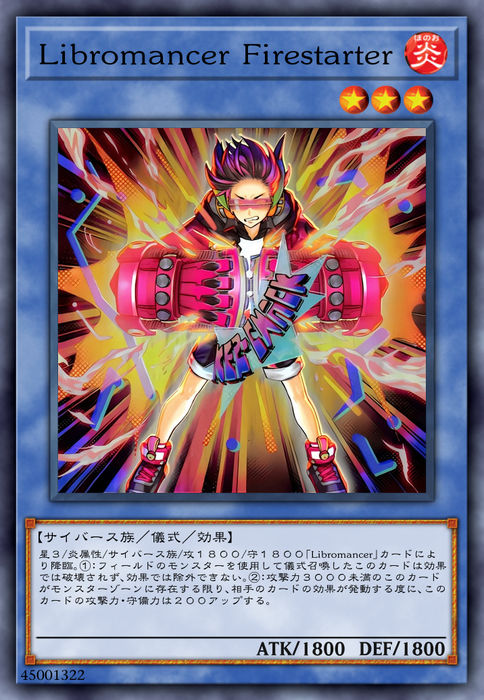 Libromancer Firestarter
ほのお
炎
KEZ-SMACK
【サイバース族／儀式／効果】
星３/炎属性/サイバース族/攻１８００/守１８００「Libromancer」カードによ
り降臨。①：フィールドのモンスターを使用して儀式召喚したこのカードは効果
では破壊されず、効果では除外できない。②：攻撃力３０００未満のこのカード
がモンスターゾーンに存在する限り、相手のカードの効果が発動する度に、こ
のカードの攻撃力・守備力は２００アップする。
ATK/1800 DEF/1800
45001322